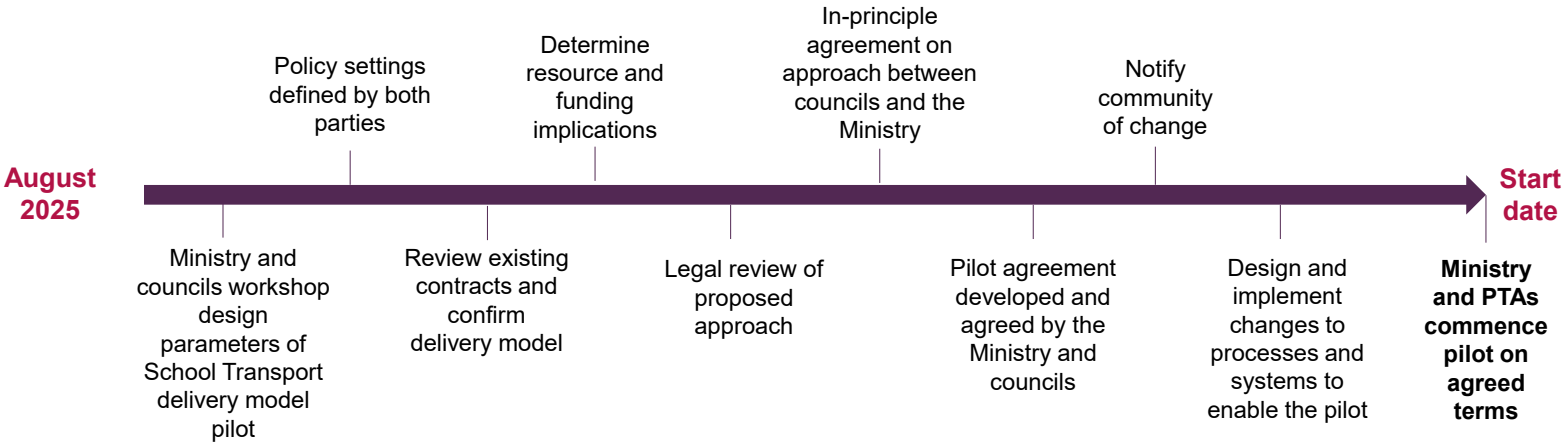 August
2025
Ministry and
councils workshop
design
parameters of
School Transport
delivery model
pilot
Policy settings
defined by both
parties
Review existing
contracts and
confirm
delivery model
Determine
resource and
funding
implications
Legal review of
proposed
approach
In-principle
agreement on
approach between
councils and the
Ministry
Pilot agreement
developed and
agreed by the
Ministry and
councils
Notify
community
of change
Design and
implement
changes to
processes and
systems to
enable the pilot
Start
date
Ministry
and PTAs
commence
pilot on
agreed
terms